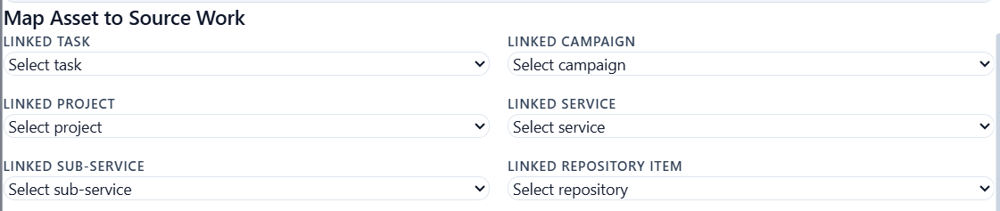 Map Asset to Source Work
LINKED TASK
Select task
LINKED CAMPAIGN
Select campaign
LINKED PROJECT
Select project
LINKED SERVICE
Select service
LINKED SUB-SERVICE
Select sub-service
LINKED REPOSITORY ITEM
Select repository